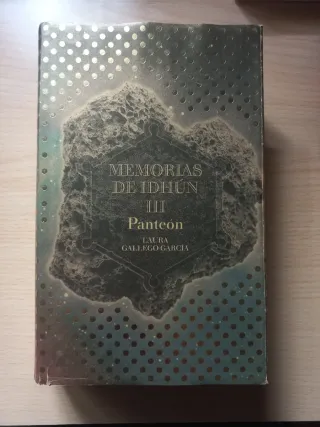 MEMORIAS
DE IDHÚN
III
Panteón
LAURA
GALLEGO GARCÍA